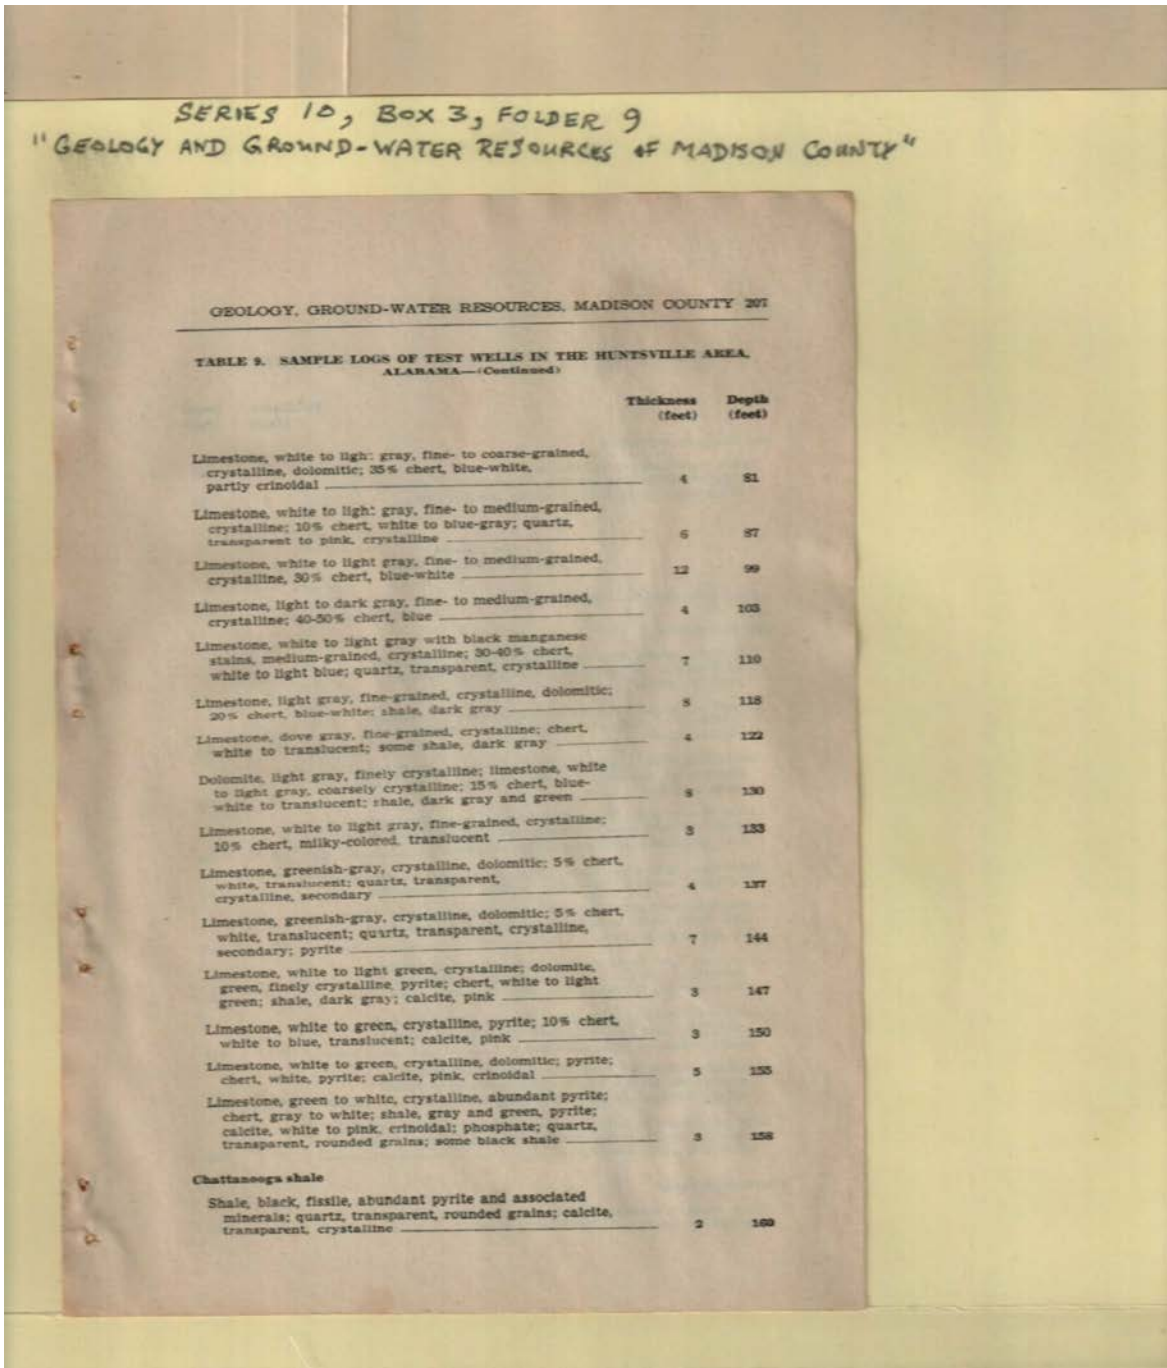 SERIES 10, BOX 3, FOLDER 9
"GEOLOGY AND GROUND-WATER RESOURCES OF MADISON COUNTY"
GEOLOGY, GROUND-WATER RESOURCES, MADISON COUNTY 207
TABLE 9. SAMPLE LOGS OF TEST WELLS IN THE HUNTSVILLE AREA,
ALABAMA—(Continued)
Thickness Depth
(feet) (feet)
Limestone, white to light gray, fine- to coarse-grained,
crystalline, dolomitic; 35% chert, blue-white,
partly crinoidal 4 81
Limestone, white to light gray, fine- to medium-grained,
crystalline; 10% chert, white to blue-gray; quartz,
transparent to pink, crystalline 6 87
Limestone, white to light gray, fine- to medium-grained,
crystalline, 30% chert, blue-white 12 99
Limestone, light to dark gray, fine- to medium-grained,
crystalline; 40-50% chert, blue 4 103
Limestone, white to light gray with black manganese
stains, medium-grained, crystalline; 30-40% chert,
white to light blue; quartz, transparent, crystalline 7 110
Limestone, light gray, fine-grained, crystalline, dolomitic;
20% chert, blue-white; shale, dark gray 8 118
Limestone, dove gray, fine-grained, crystalline; chert,
white to translucent; some shale, dark gray 4 122
Dolomite, light gray, finely crystalline; limestone, white
to light gray, coarsely crystalline; 15% chert, blue-
white to translucent; shale, dark gray and green 8 130
Limestone, white to light gray, fine-grained, crystalline;
10% chert, milky-colored, translucent 3 133
Limestone, greenish-gray, crystalline, dolomitic; 5% chert,
white, translucent; quartz, transparent,
crystalline, secondary 4 137
Limestone, greenish-gray, crystalline, dolomitic; 5% chert,
white, translucent; quartz, transparent, crystalline,
secondary; pyrite 7 144
Limestone, white to light green, crystalline; dolomite,
green, finely crystalline, pyrite; chert, white to light
green; shale, dark gray; calcite, pink 3 147
Limestone, white to green, crystalline, pyrite; 10% chert,
white to blue, translucent; calcite, pink 3 150
Limestone, white to green, crystalline, dolomitic; pyrite;
chert, white, pyrite; calcite, pink, crinoidal 5 155
Limestone, green to white, crystalline, abundant pyrite;
chert, gray to white; shale, gray and green, pyrite;
calcite, white to pink, crinoidal; phosphate; quartz,
transparent, rounded grains; some black shale 3 158
Chattanooga shale
Shale, black, fissile, abundant pyrite and associated
minerals; quartz, transparent, rounded grains; calcite,
transparent, crystalline 2 160